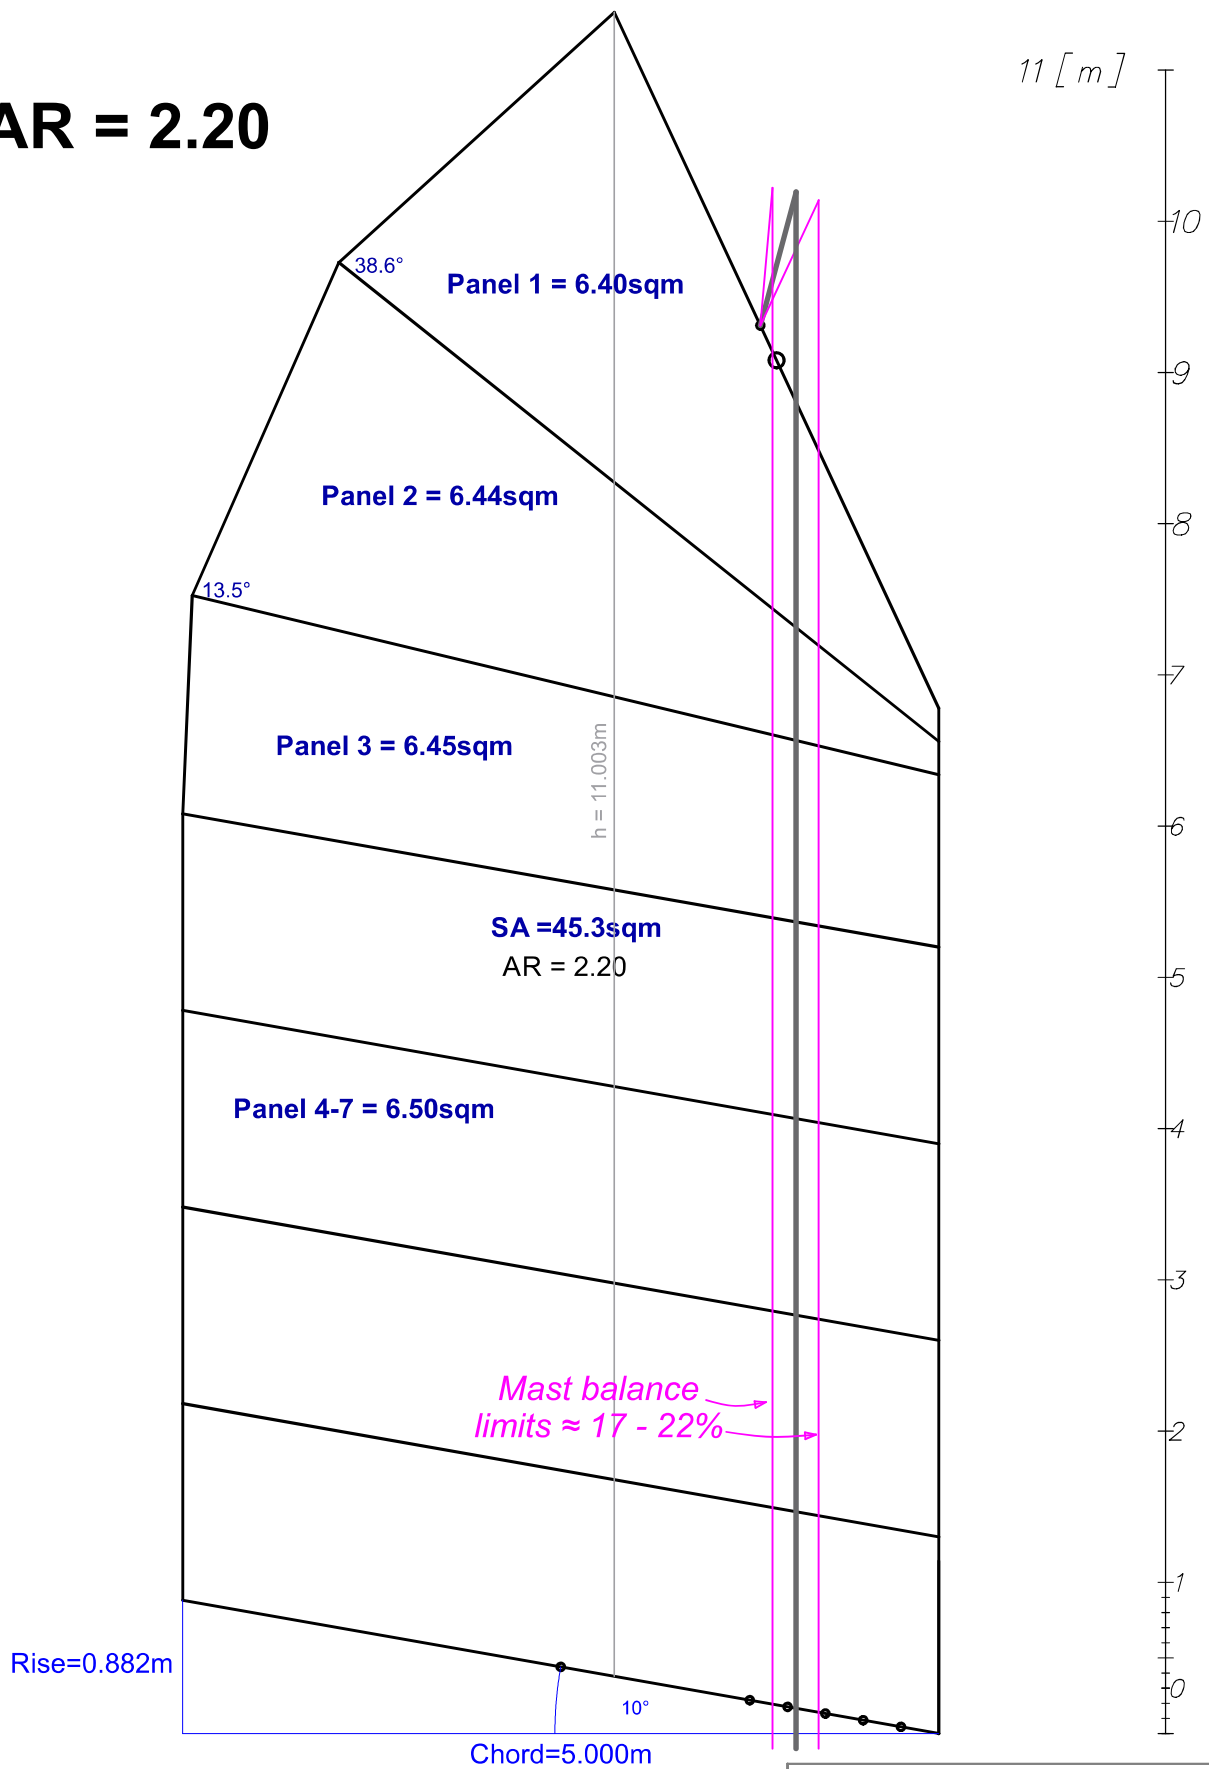 11 [ m ]
AR = 2.20
10
38.6°
Panel 1 = 6.40sqm
9
Panel 2 = 6.44sqm
8
13.5°
7
Panel 3 = 6.45sqm
h = 11.003m
6
SA =45.3sqm
AR = 2.20
5
Panel 4-7 = 6.50sqm
4
3
Mast balance
limits ≈ 17 - 22%
2
1
Rise=0.882m
0
10°
Chord=5.000m